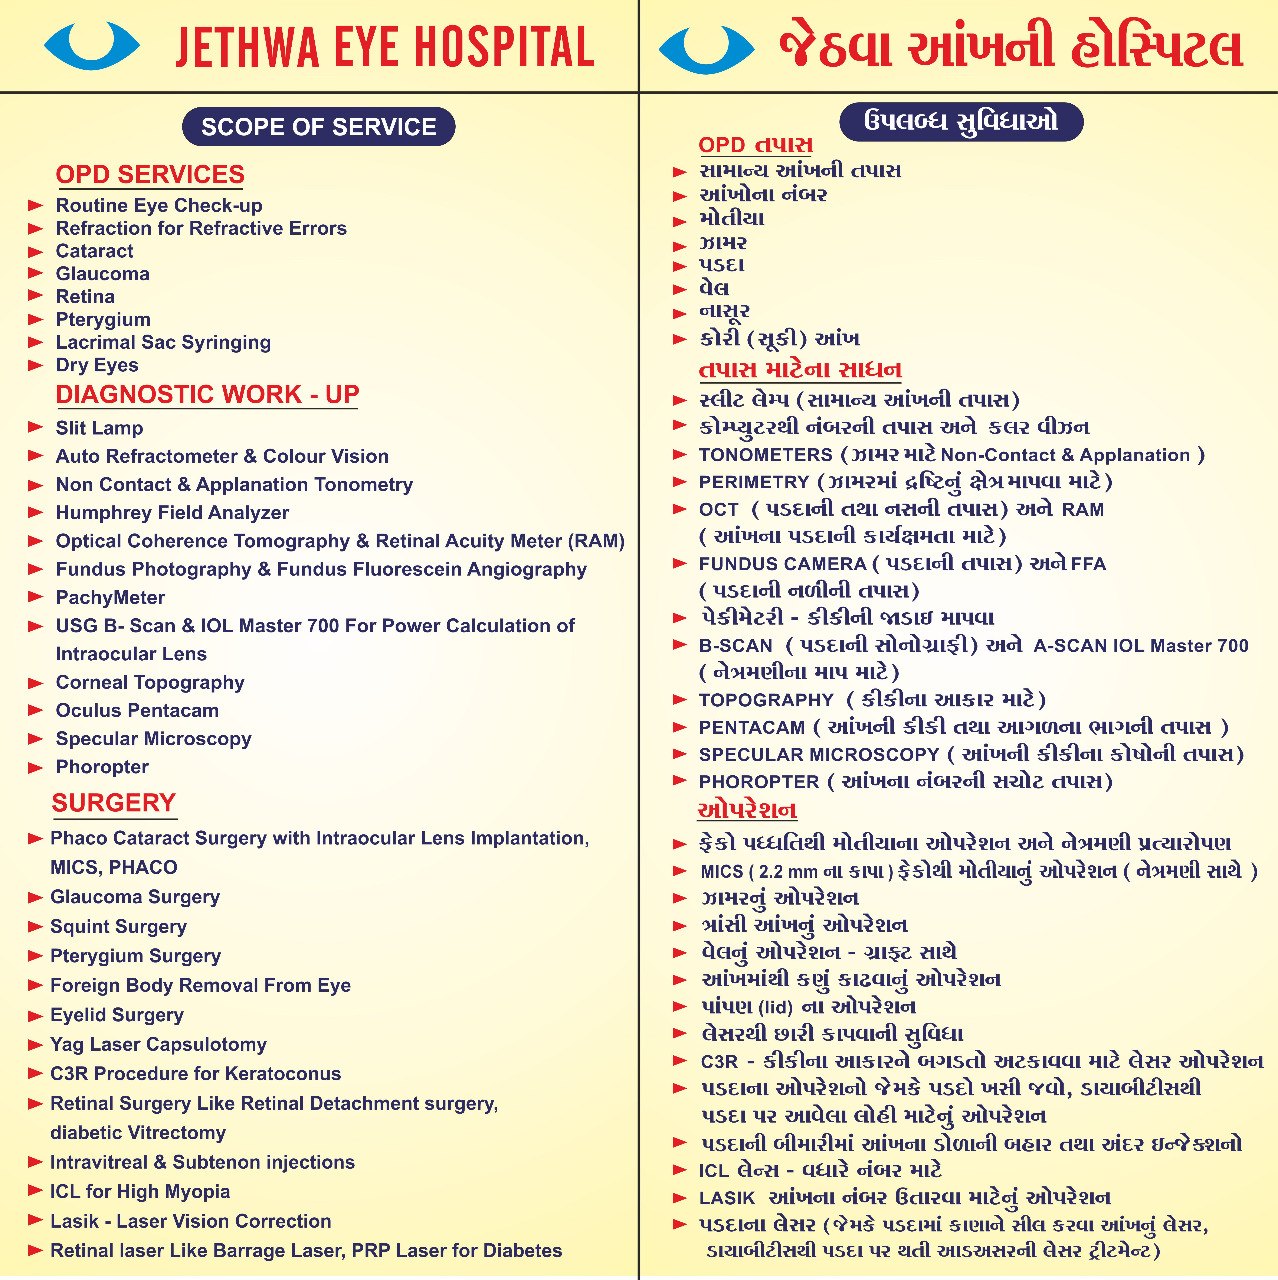 JETHWA EYE HOSPITAL
SCOPE OF SERVICE
OPD SERVICES
Routine Eye Check-up
Refraction for Refractive Errors
Cataract
Glaucoma
Retina
Pterygium
Lacrimal Sac Syringing
Dry Eyes
DIAGNOSTIC WORK - UP
Slit Lamp
Auto Refractometer & Colour Vision
Non Contact & Applanation Tonometry
Humphrey Field Analyzer
Optical Coherence Tomography & Retinal Acuity Meter (RAM)
Fundus Photography & Fundus Fluorescein Angiography
PachyMeter
USG B- Scan & IOL Master 700 For Power Calculation of
Intraocular Lens
Corneal Topography
Oculus Pentacam
Specular Microscopy
Phoropter
SURGERY
Phaco Cataract Surgery with Intraocular Lens Implantation,
MICS, PHACO
Glaucoma Surgery
Squint Surgery
Pterygium Surgery
Foreign Body Removal From Eye
Eyelid Surgery
Yag Laser Capsulotomy
C3R Procedure for Keratoconus
Retinal Surgery Like Retinal Detachment surgery,
diabetic Vitrectomy
Intravitreal & Subtenon injections
ICL for High Myopia
Lasik - Laser Vision Correction
Retinal laser Like Barrage Laser, PRP Laser for Diabetes
જેઠવા આંખની હોસ્પિટલ
ઉપલબ્ધ સુવિધાઓ
OPD તપાસ
સામાન્ય આંખની તપાસ
આંખોના નંબર
મોતીયા
ઝામર
પડદા
વેલ
નાસૂર
કોરી (સૂકી) આંખ
તપાસ માટેના સાધન
સ્લીટ લેમ્પ (સામાન્ય આંખની તપાસ)
કોમ્પ્યુટરથી નંબરની તપાસ અને કલર વીઝન
TONOMETERS (ઝામર માટે Non-Contact & Applanation )
PERIMETRY (ઝામરમાં દ્રષ્ટિનું ક્ષેત્ર માપવા માટે)
OCT ( પડદાની તથા નસની તપાસ) અને RAM
( આંખના પડદાની કાર્યક્ષમતા માટે)
FUNDUS CAMERA ( પડદાની તપાસ) અને FFA
( પડદાની નળીની તપાસ)
પેકીમેટરી - કીકીની જાડાઇ માપવા
B-SCAN ( પડદાની સોનોગ્રાફી) અને A-SCAN IOL Master 700
( નેત્રમણીના માપ માટે)
TOPOGRAPHY ( કીકીના આકાર માટે)
PENTACAM ( આંખની કીકી તથા આગળના ભાગની તપાસ )
SPECULAR MICROSCOPY ( આંખની કીકીના કોષોની તપાસ)
PHOROPTER ( આંખના નંબરની સચોટ તપાસ)
ઓપરેશન
ફેકો પધ્ધતિથી મોતીયાના ઓપરેશન અને નેત્રમણી પ્રત્યારોપણ
MICS ( 2.2 mm ના કાપા ) ફેકોથી મોતીયાનું ઓપરેશન ( નેત્રમણી સાથે )
ઝામરનું ઓપરેશન
ત્રાંસી આંખનું ઓપરેશન
વેલનું ઓપરેશન - ગ્રાફ્ટ સાથે
આંખમાંથી કણું કાઢવાનું ઓપરેશન
પાંપણ (lid) ના ઓપરેશન
લેસરથી છારી કાપવાની સુવિધા
C3R - કીકીના આકારને બગડતો અટકાવવા માટે લેસર ઓપરેશન
પડદાના ઓપરેશનો જેમકે પડદો ખસી જવો, ડાયાબીટીસથી
પડદા પર આવેલા લોહી માટેનું ઓપરેશન
પડદાની બીમારીમાં આંખના ડોળાની બહાર તથા અંદર ઇન્જેક્શનો
ICL લેન્સ - વધારે નંબર માટે
LASIK આંખના નંબર ઉતારવા માટેનું ઓપરેશન
પડદાના લેસર (જેમકે પડદામાં કાણાને સીલ કરવા આંખનું લેસર,
ડાયાબીટીસથી પડદા પર થતી આડઅસરની લેસર ટ્રીટમેન્ટ)